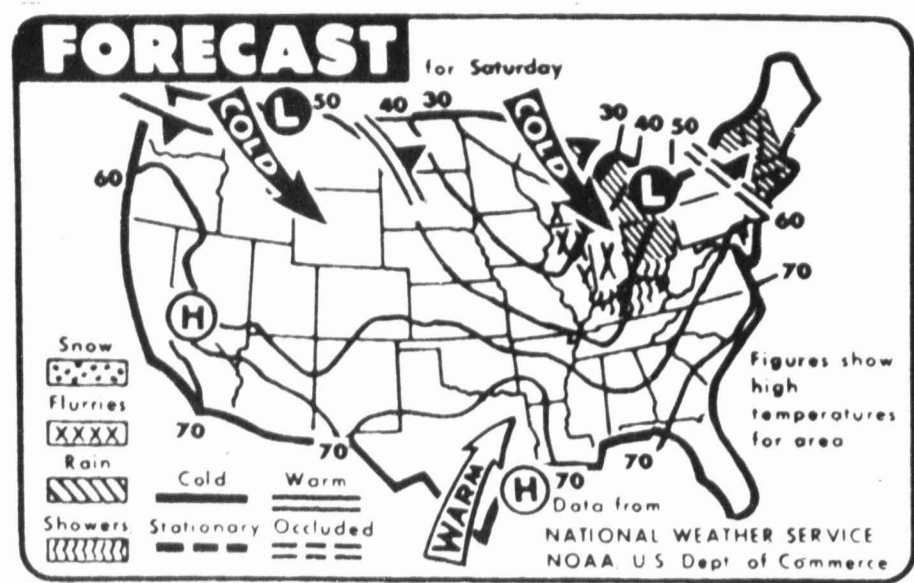 FORECAST for Saturday
COLD L 50 40 30 COLD 30 40 50
60 L 60
70
H
Snow
Flurries
XXXX
Rain
Showers
Cold Warm
Stationary Occluded
Figures show
high
temperatures
for area
70 70 WARM H 70 70
Data from
NATIONAL WEATHER SERVICE
NOAA, U.S. Dept of Commerce